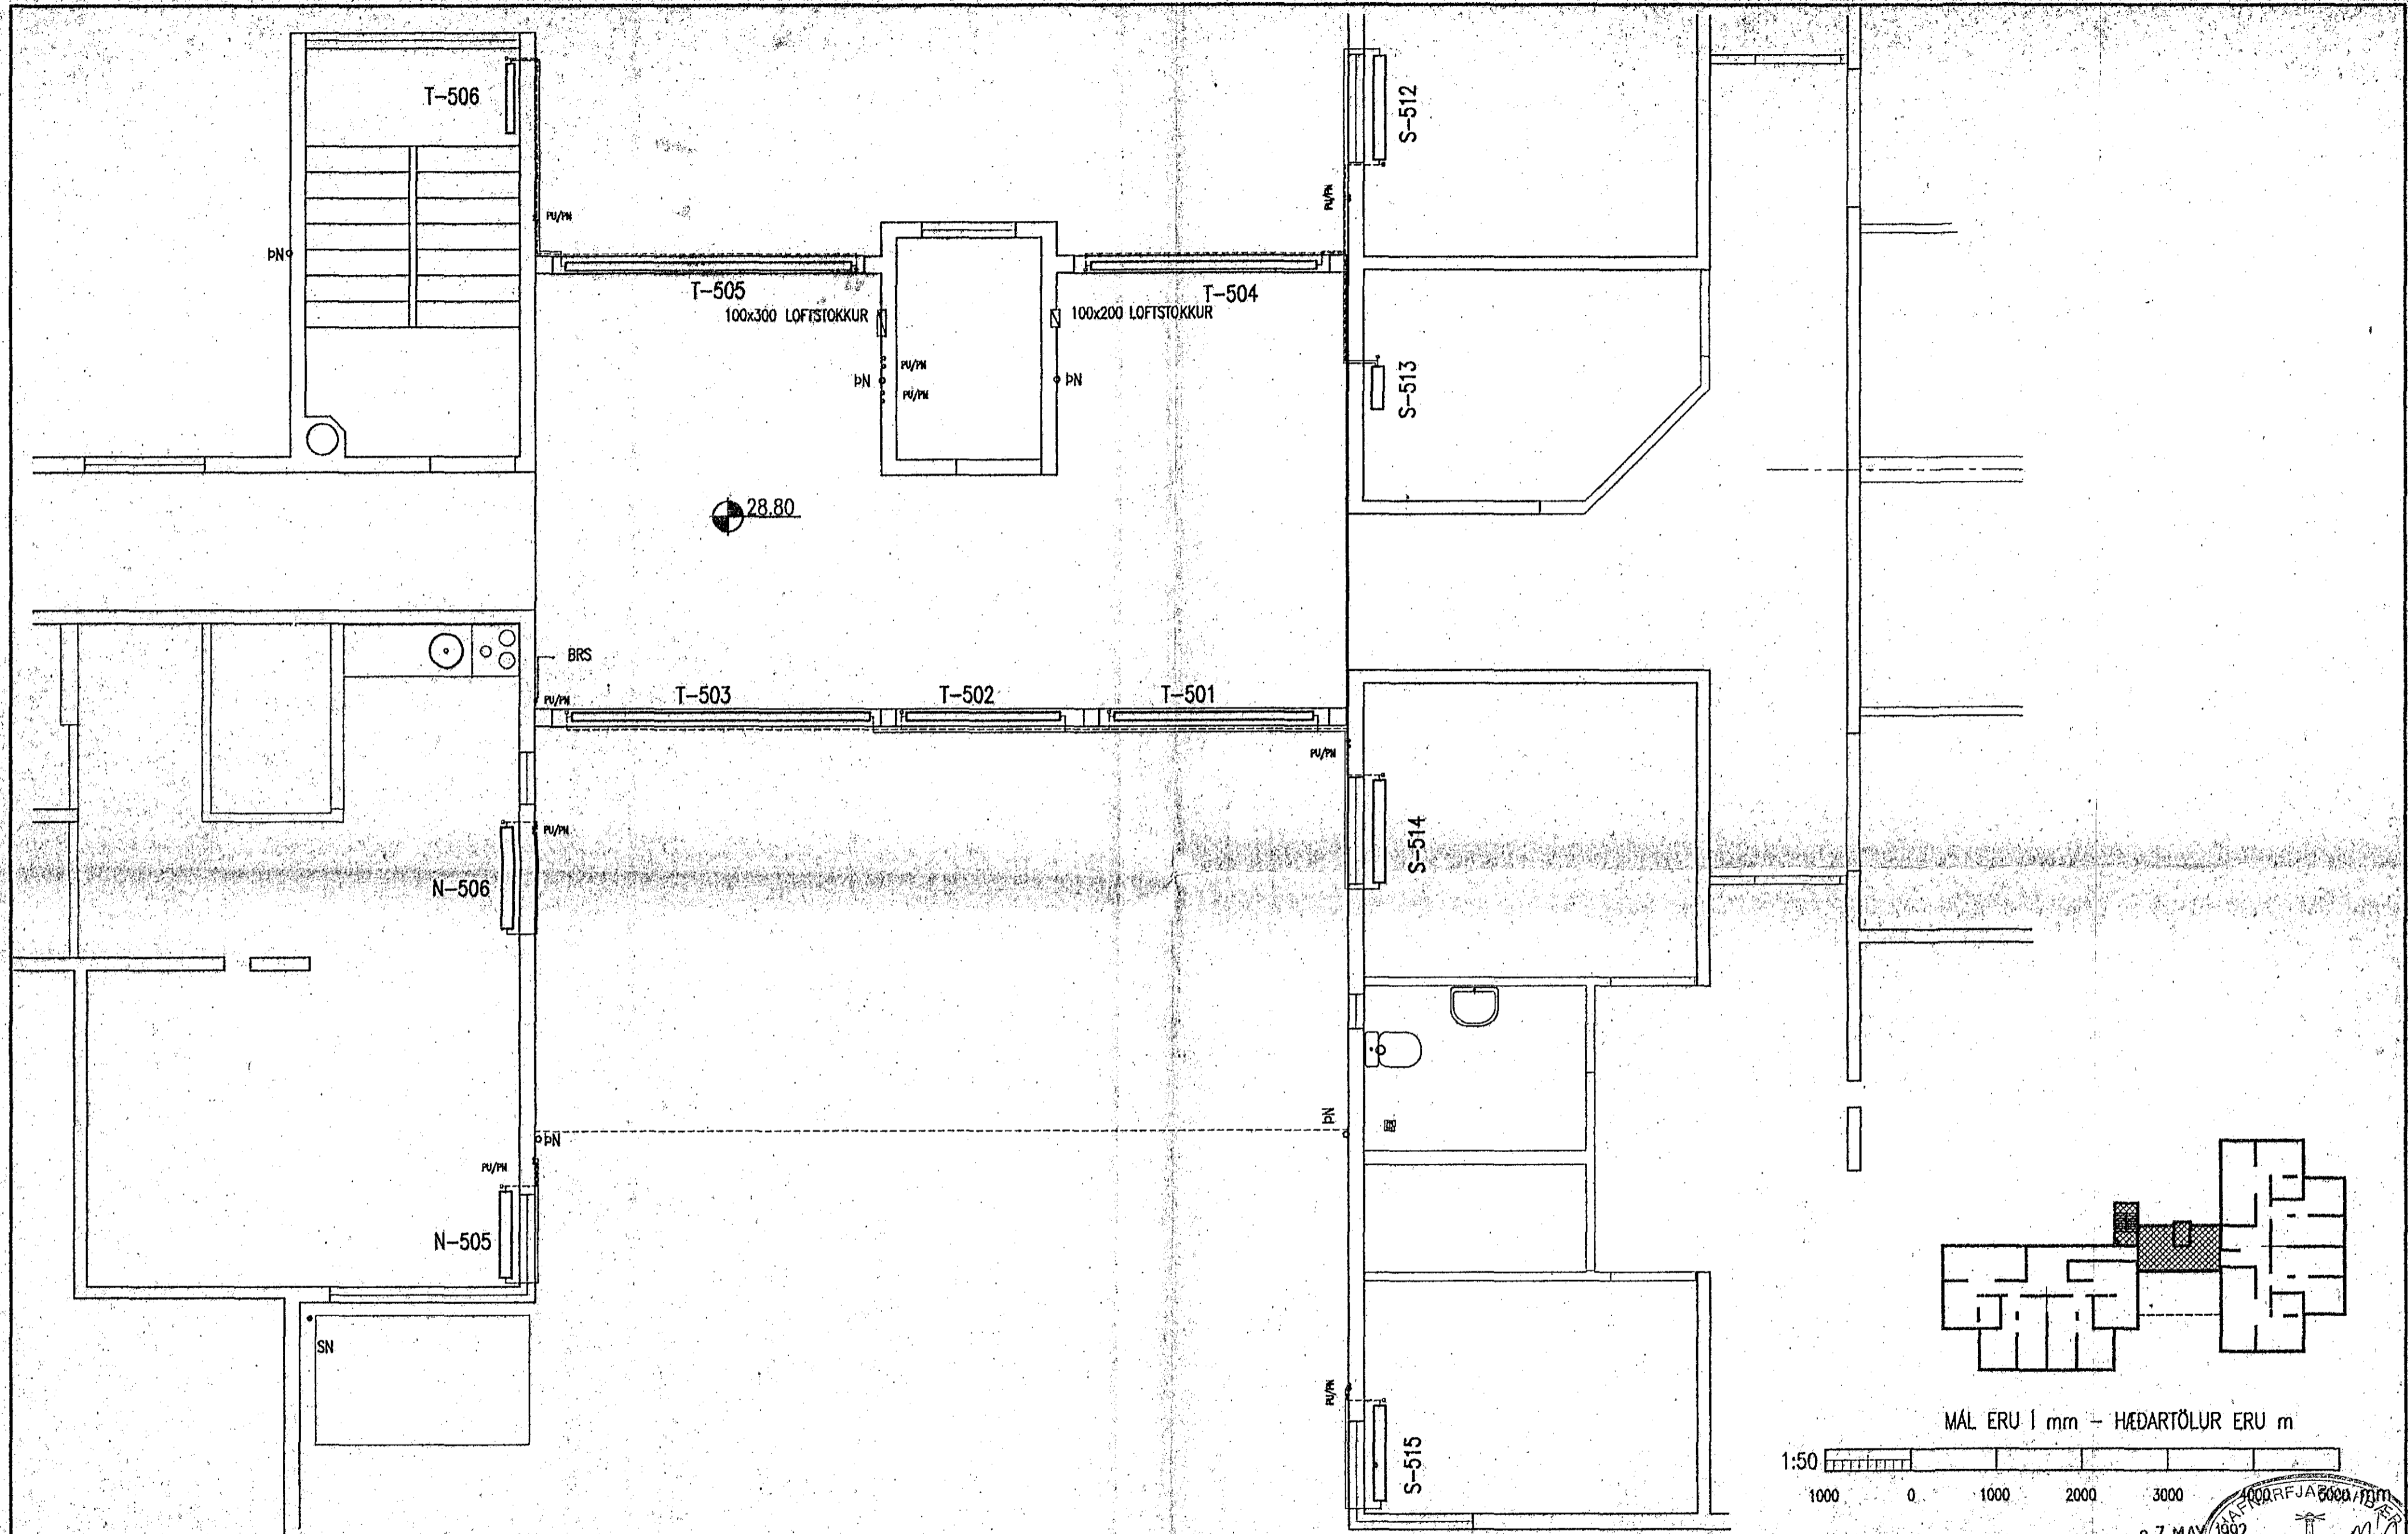 T-506
S-512
PU/PN
PU/PN
ÞN
T-505
T-504
100x300 LOFTSTOKKUR
100x200 LOFTSTOKKUR
PU/PN
ÞN
ÞN
PU/PN
S-513
28.80
BRS
PU/PN
T-503
T-502
T-501
PU/PN
PU/PN
S-514
N-506
ÞN
ÞN
PU/PN
N-505
SN
PU/PN
S-515
MÁL ERU Í mm - HÆÐARTÖLUR ERU m
1:50
1000 0 1000 2000 3000 4000 5000 mm
MAY 1992